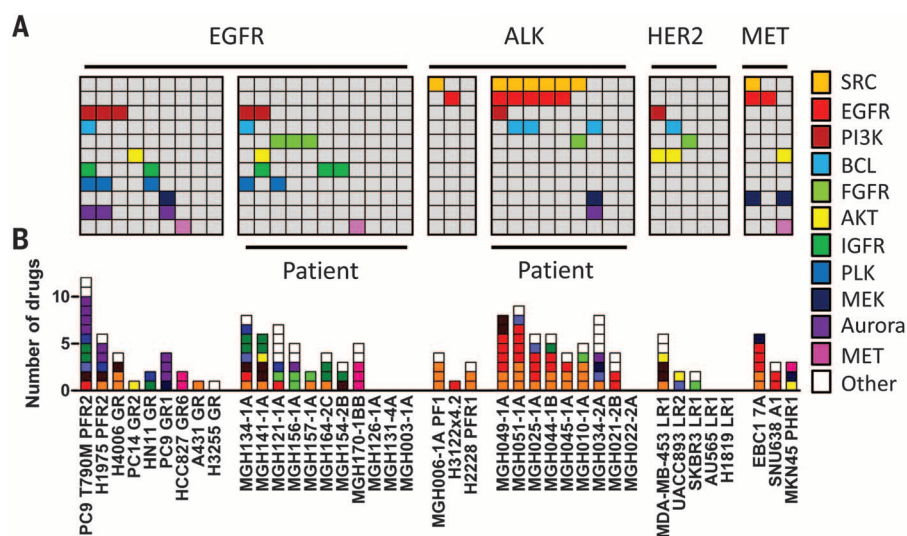 A
EGFR ALK HER2 MET
SRC
EGFR
PI3K
BCL
FGFR
AKT
IGFR
PLK
MEK
Aurora
MET
Other
B
Patient Patient
Number of drugs
10
5
0
PC9 T790M PFR2
H1975 PFR2
H4006 GR
PC14 GR2
HN11 GR
PC9 GR1
HCC827 GR6
A431 GR
H3255 GR
MGH134-1A
MGH141-1A
MGH121-1A
MGH156-1A
MGH157-1A
MGH164-2C
MGH154-2B
MGH170-1BB
MGH126-1A
MGH131-4A
MGH003-1A
MGH006-1A PF1
H3122x4.2
H2228 PFR1
MGH049-1A
MGH051-1A
MGH025-1A
MGH044-1B
MGH045-1A
MGH010-1A
MGH034-2A
MGH021-2B
MGH022-2A
MDA-MB-453 LR1
UACC893 LR2
SKBR3 LR1
AU565 LR1
H1819 LR1
EBC1 7A
SNU638 A1
MKN45 PHR1